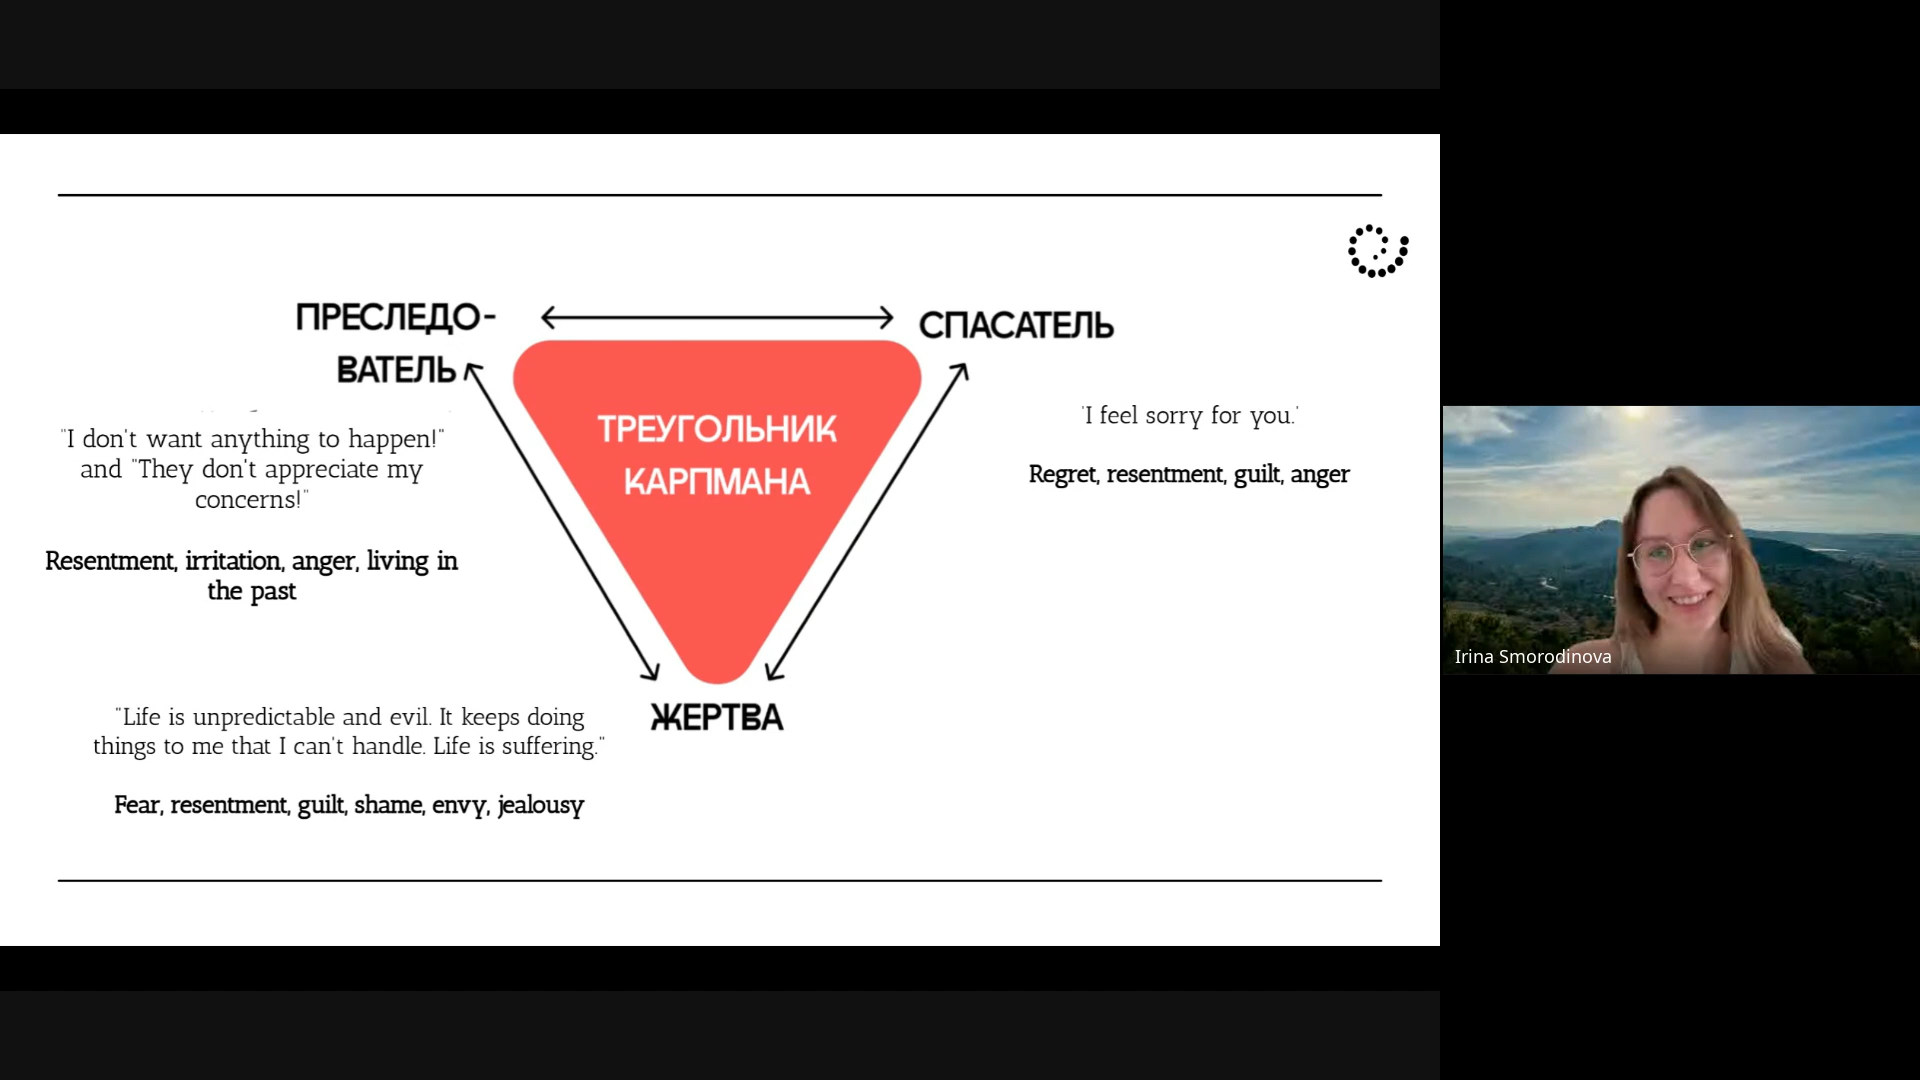 ПРЕСЛЕДО-
ВАТЕЛЬ
СПАСАТЕЛЬ
ТРЕУГОЛЬНИК
КАРПМАНА
"I don't want anything to happen!"
and "They don't appreciate my
concerns!"
Resentment, irritation, anger, living in
the past
'I feel sorry for you.'
Regret, resentment, guilt, anger
ЖЕРТВА
"Life is unpredictable and evil. It keeps doing
things to me that I can't handle. Life is suffering."
Fear, resentment, guilt, shame, envy, jealousy
Irina Smorodinova